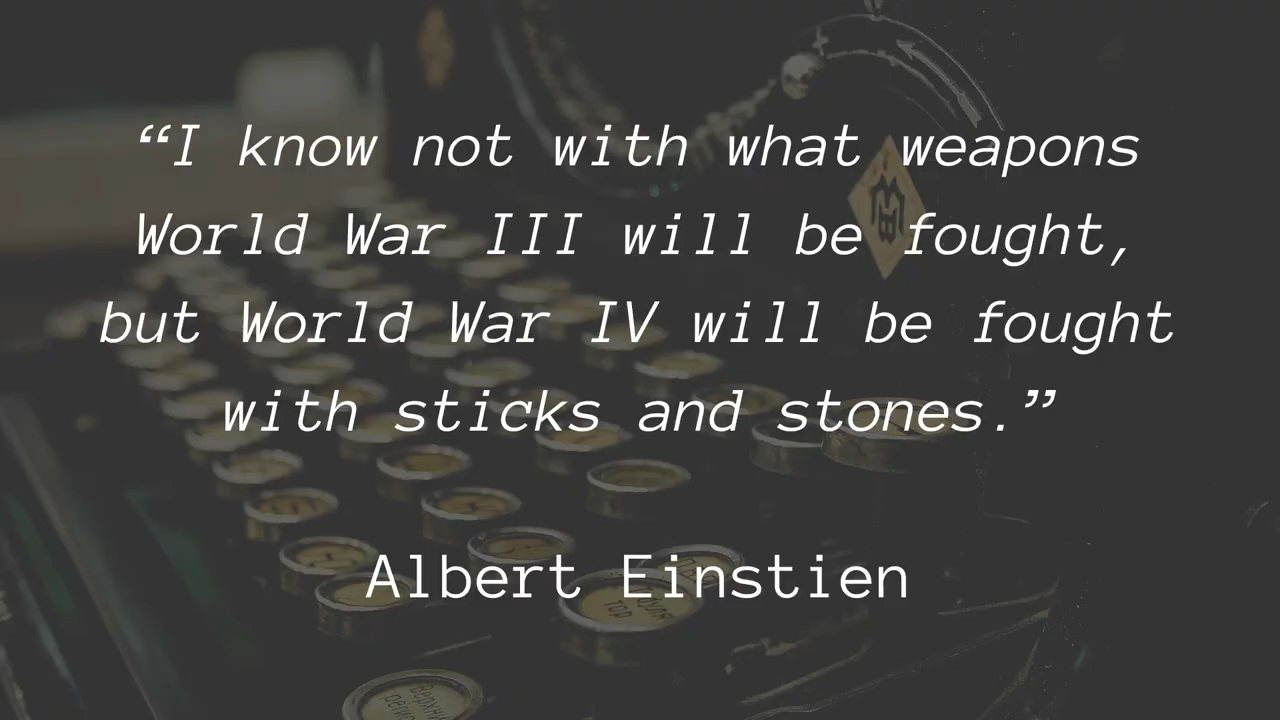 “I know not with what weapons
World War III will be fought,
but World War IV will be fought
with sticks and stones.”
Albert Einstien